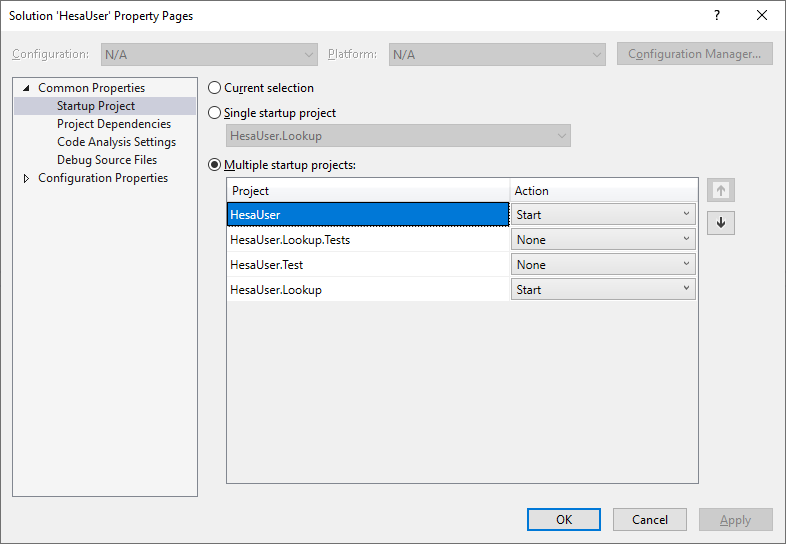 Solution 'HesaUser' Property Pages
?
Configuration: N/A Platform: N/A Configuration Manager...
Common Properties
Startup Project
Project Dependencies
Code Analysis Settings
Debug Source Files
Configuration Properties
Current selection
Single startup project
HesaUser.Lookup
Multiple startup projects:
Project Action
HesaUser Start
HesaUser.Lookup.Tests None
HesaUser.Test None
HesaUser.Lookup Start
OK Cancel Apply